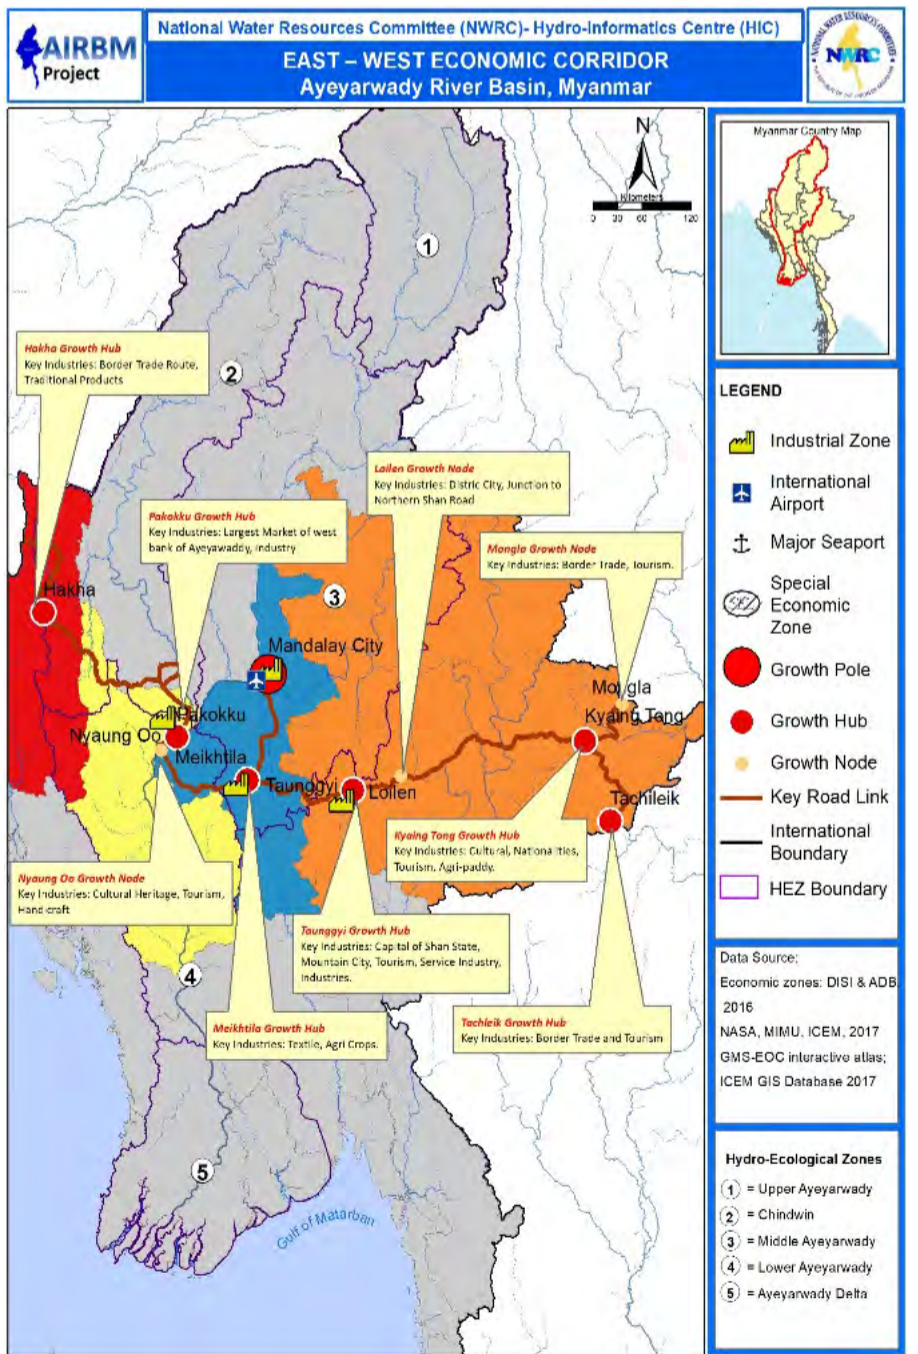 AIRBM
Project
National Water Resources Committee (NWRC)- Hydro-Informatics Centre (HIC)
EAST – WEST ECONOMIC CORRIDOR
Ayeyarwady River Basin, Myanmar
NATIONAL WATER RESOURCES COMMITTEE
NWRC
N
Kilometers
0 30 60 120
1
2
Hakha Growth Hub
Key Industries: Border Trade Route,
Traditional Products
Loilen Growth Node
Key Industries: Distric City, Junction to
Northern Shan Road
Pakokku Growth Hub
Key Industries: Largest Market of west
bank of Ayeyawaddy, industry
Mongla Growth Node
Key Industries: Border Trade, Tourism.
3
Hakha
Mandalay City
Mongla
Kyaing Tong
Pakokku
Nyaung Oo
Meikhtila
Taunggyi
Loilen
Tachileik
Kyaing Tong Growth Hub
Key Industries: Cultural, Nationalities,
Tourism, Agri-paddy.
Nyaung Oo Growth Node
Key Industries: Cultural Heritage, Tourism,
Handicraft
Taunggyi Growth Hub
Key Industries: Capital of Shan State,
Mountain City, Tourism, Service Industry,
Industries.
4
Meikhtila Growth Hub
Key Industries: Textile, Agri Crops.
Tachleik Growth Hub
Key Industries: Border Trade and Tourism
5
Gulf of Matarban
Myanmar Country Map
LEGEND
Industrial Zone
International
Airport
Major Seaport
SEZ
Special
Economic
Zone
Growth Pole
Growth Hub
Growth Node
Key Road Link
International
Boundary
HEZ Boundary
Data Source:
Economic zones: DISI & ADB,
2016
NASA, MIMU, ICEM, 2017
GMS-EOC interactive atlas;
ICEM GIS Database 2017
Hydro-Ecological Zones
1 = Upper Ayeyarwady
2 = Chindwin
3 = Middle Ayeyarwady
4 = Lower Ayeyarwady
5 = Ayeyarwady Delta